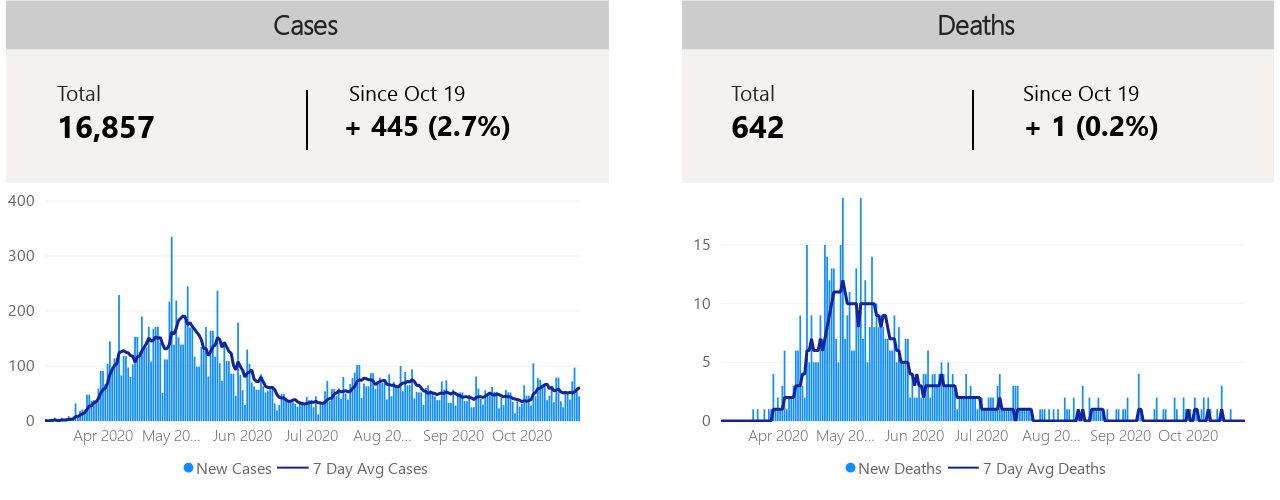 Cases
Total
16,857
Since Oct 19
+ 445 (2.7%)
400
300
200
100
0
Apr 2020 May 20... Jun 2020 Jul 2020 Aug 20... Sep 2020 Oct 2020
New Cases 7 Day Avg Cases
Deaths
Total
642
Since Oct 19
+ 1 (0.2%)
15
10
5
0
Apr 2020 May 20... Jun 2020 Jul 2020 Aug 20... Sep 2020 Oct 2020
New Deaths 7 Day Avg Deaths